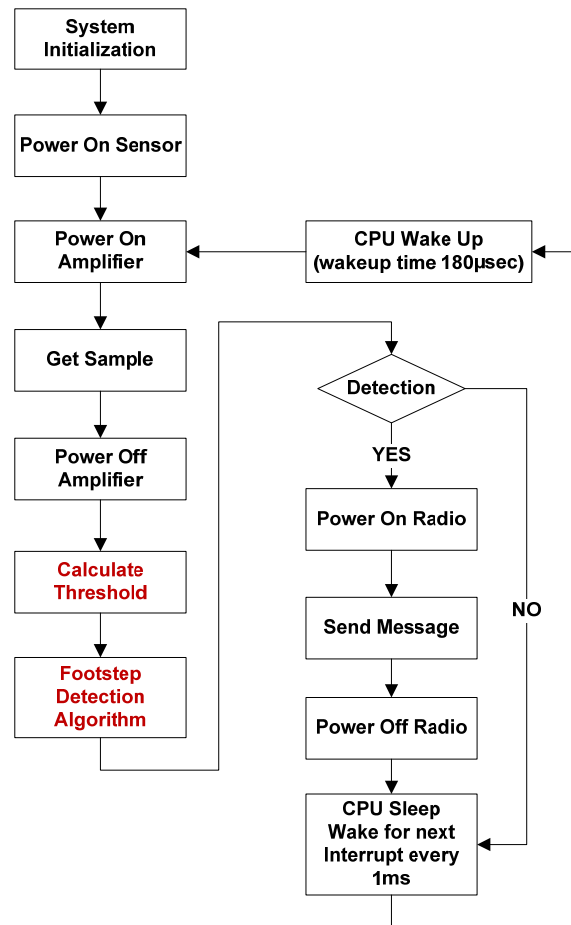 System
Initialization
Power On Sensor
Power On
Amplifier
Get Sample
Power Off
Amplifier
Calculate
Threshold
Footstep
Detection
Algorithm
CPU Wake Up
(wakeup time 180µsec)
Detection
YES
NO
Power On Radio
Send Message
Power Off Radio
CPU Sleep
Wake for next
Interrupt every
1ms